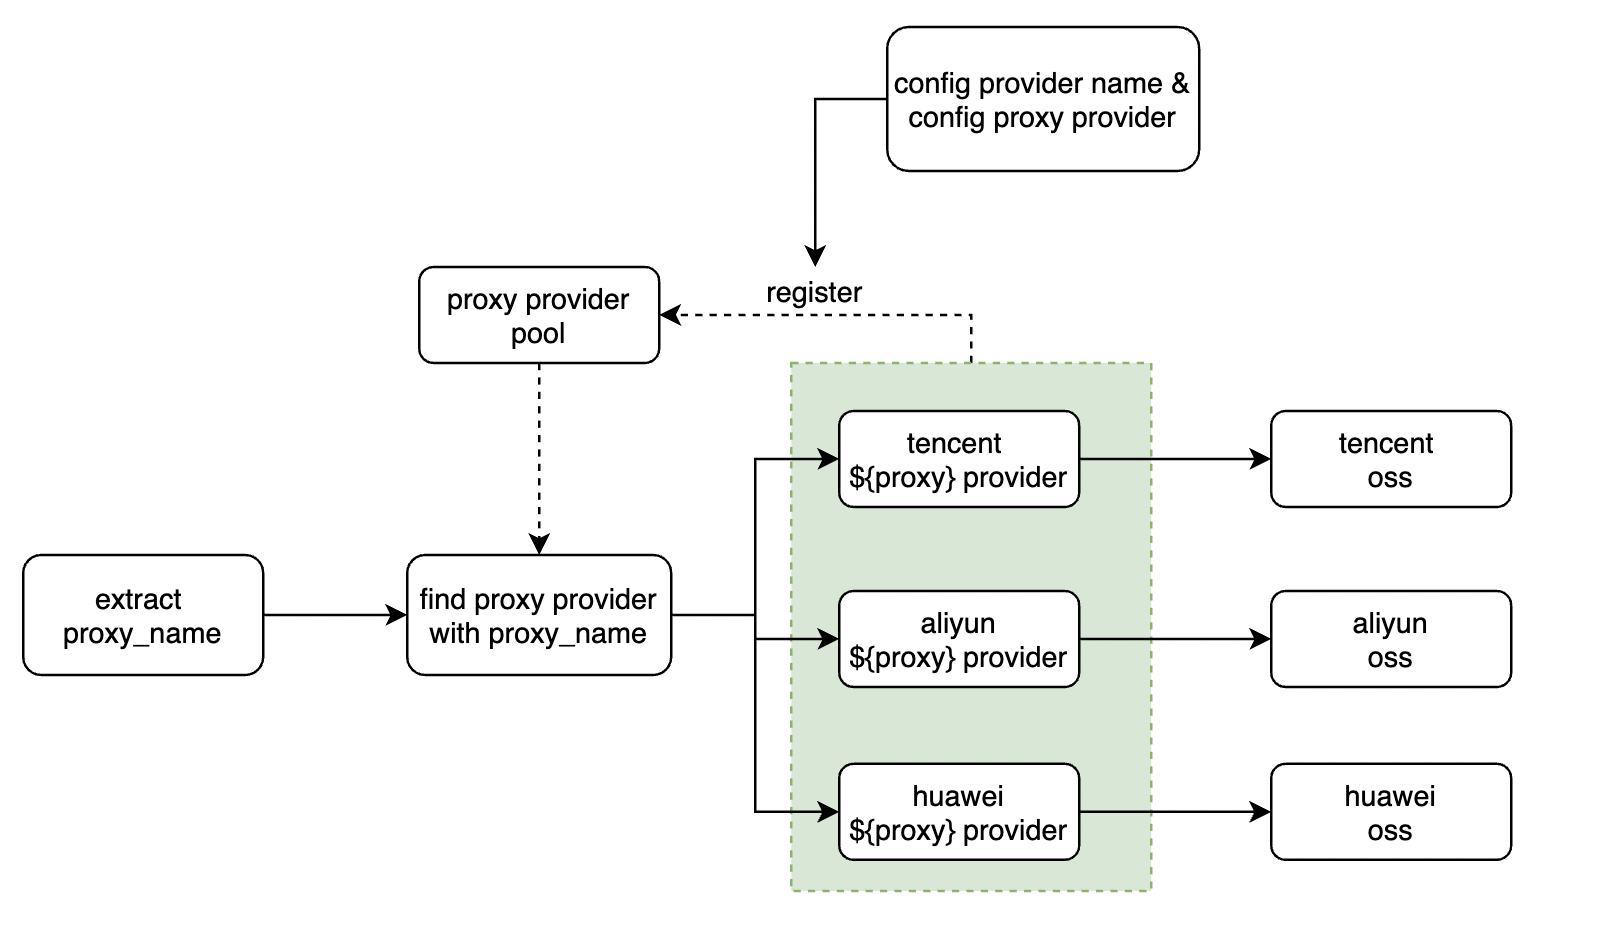 config provider name &
config proxy provider
register
proxy provider
pool
tencent
${proxy} provider
tencent
oss
extract
proxy_name
find proxy provider
with proxy_name
aliyun
${proxy} provider
aliyun
oss
huawei
${proxy} provider
huawei
oss